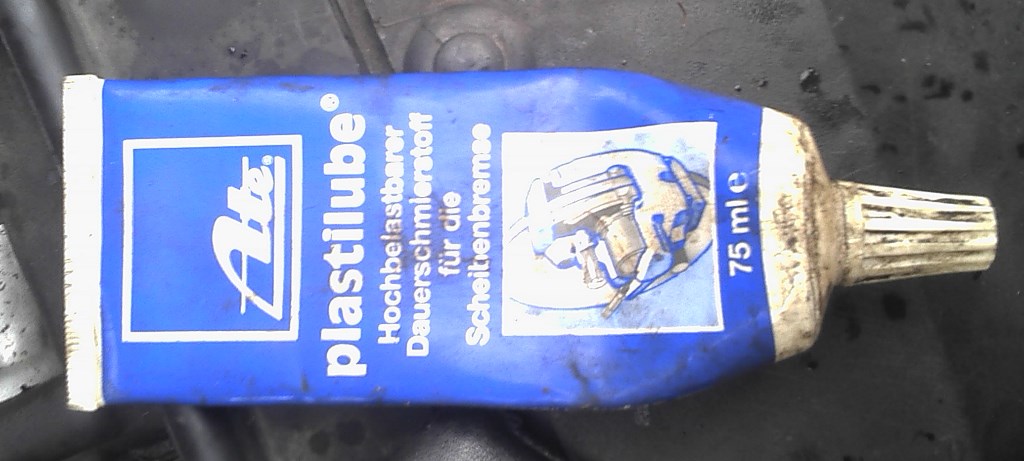 Ate®
plastilube®
Hochbelastbarer
Dauerschmierstoff
für die
Scheibenbremse
75 ml e